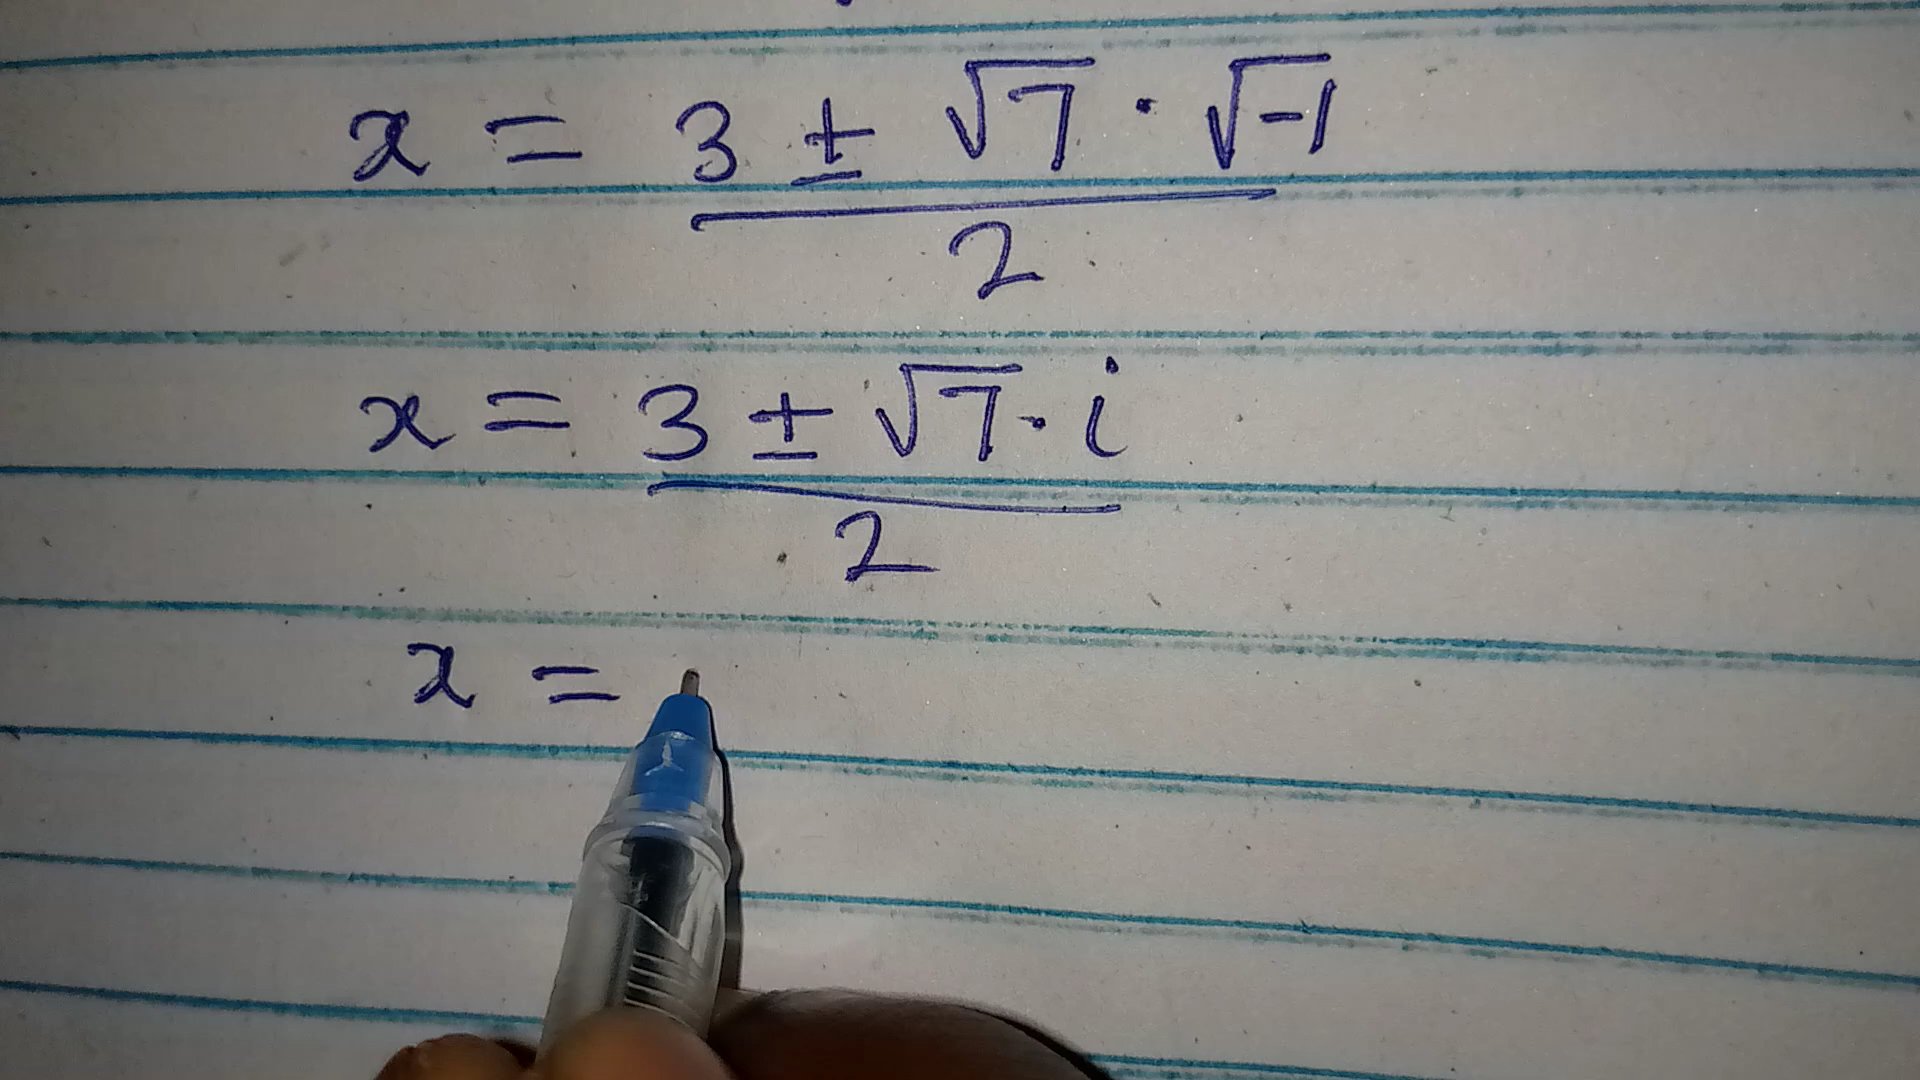 x = 3 ± √7 · √-1
2
x = 3 ± √7 · i
2
x =